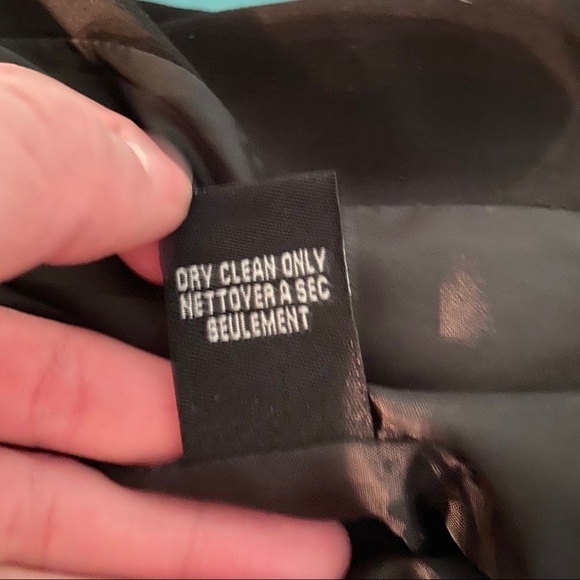 DRY CLEAN ONLY
NETTOYER A SEC
SEULEMENT